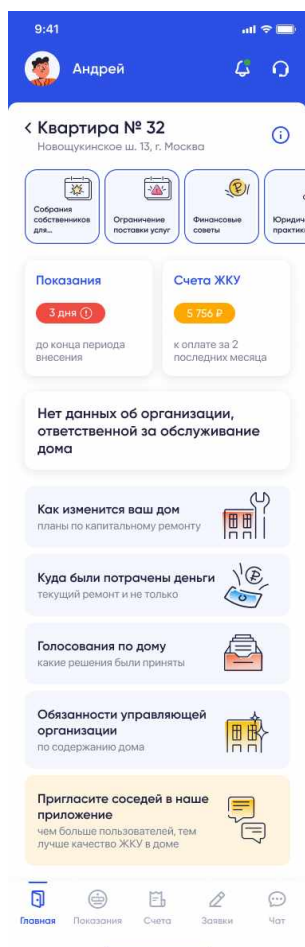 9:41
Андрей
Квартира № 32
Новощукинское ш. 13, г. Москва
Собрания
собственников
для...
Ограничение
поставки услуг
Финансовые
советы
Юридич
практик
Показания
3 дня
до конца периода
внесения
Счета ЖКУ
5 756 ₽
к оплате за 2
последних месяца
Нет данных об организации,
ответственной за обслуживание
дома
Как изменится ваш дом
планы по капитальному ремонту
Куда были потрачены деньги
текущий ремонт и не только
Голосования по дому
какие решения были приняты
Обязанности управляющей
организации
по содержанию дома
Пригласите соседей в наше
приложение
чем больше пользователей, тем
лучше качество ЖКУ в доме
Главная
Показания
Счета
Заявки
Чат